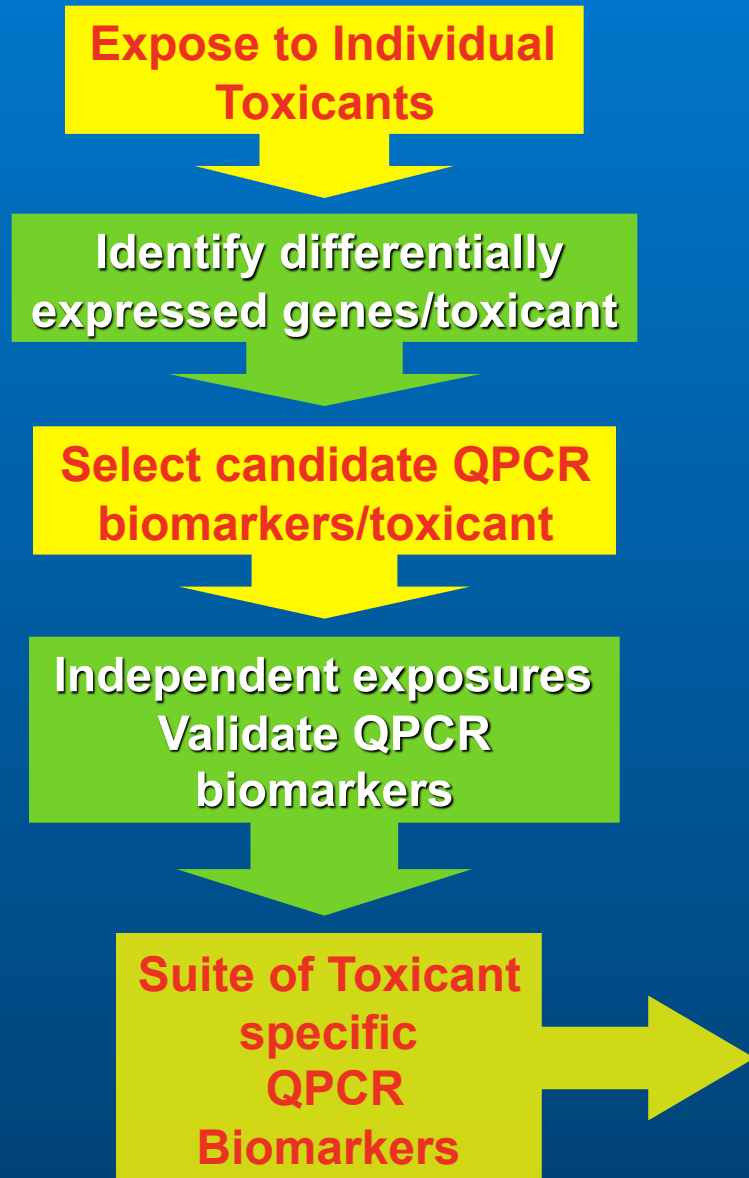 Expose to Individual
Toxicants
Identify differentially
expressed genes/toxicant
Select candidate QPCR
biomarkers/toxicant
Independent exposures
Validate QPCR
biomarkers
Suite of Toxicant
specific
QPCR
Biomarkers